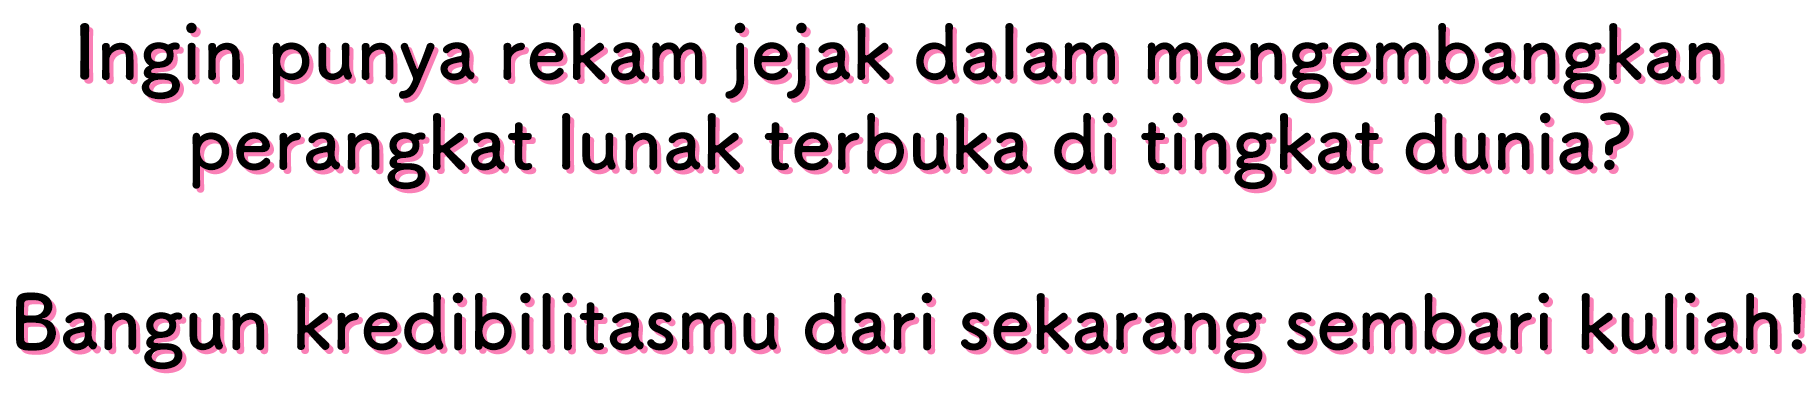 Ingin punya rekam jejak dalam mengembangkan
perangkat lunak terbuka di tingkat dunia?
Bangun kredibilitasmu dari sekarang sembari kuliah!